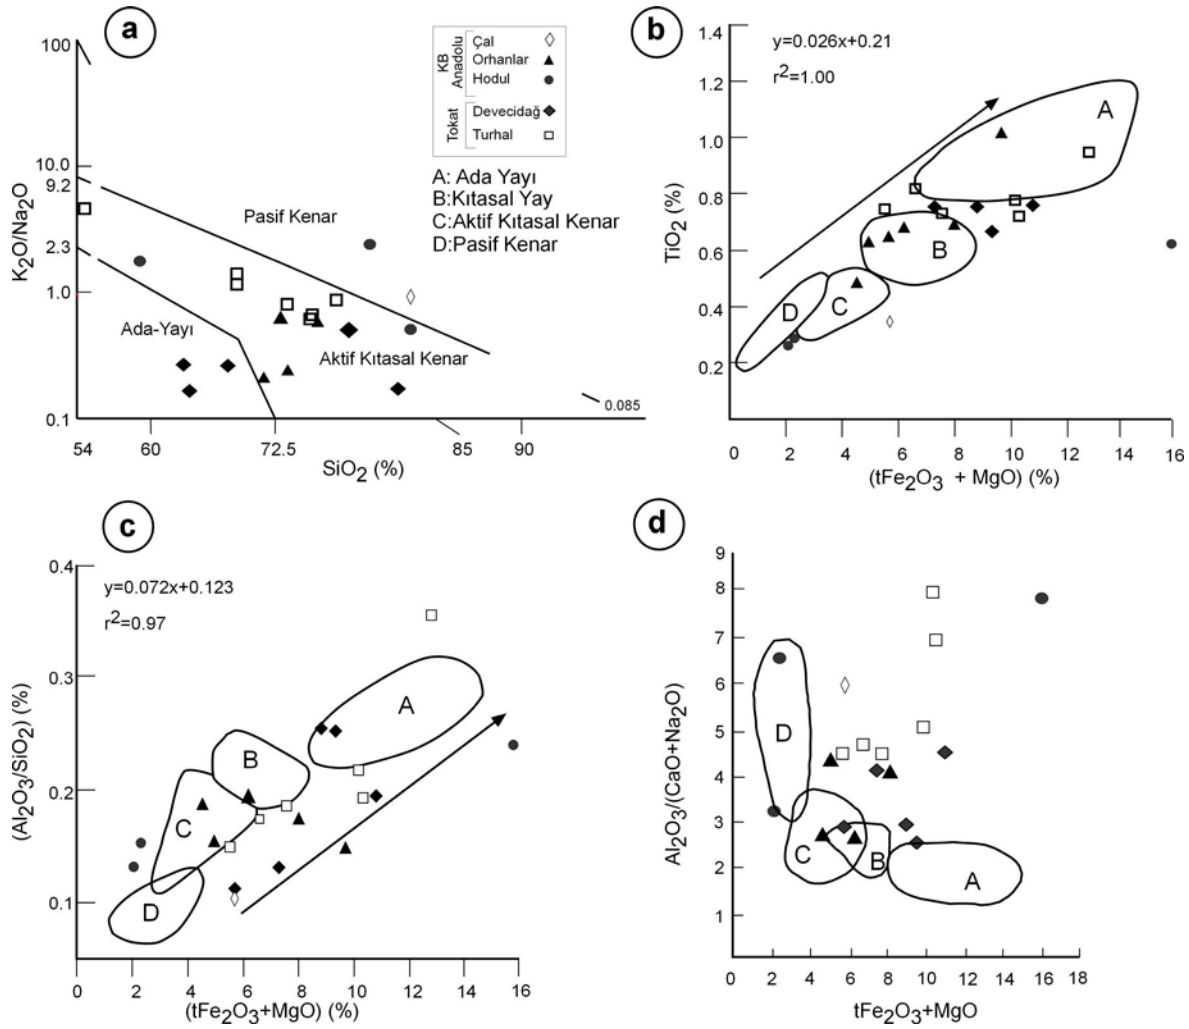 a
100
10.0
9.2
2.3
1.0
0.1
K2O/Na2O
Pasif Kenar
Ada-Yayı
Aktif Kıtasal Kenar
0.085
54 60 72.5 85 90
SiO2 (%)
KB Anadolu
Çal
Orhanlar
Hodul
Tokat
Devecidağ
Turhal
A: Ada Yayı
B:Kıtasal Yay
C:Aktif Kıtasal Kenar
D:Pasif Kenar
b
y=0.026x+0.21
r2=1.00
1.4
1.2
1.0
0.8
0.6
0.4
0.2
TiO2 (%)
A
B
C
D
0 2 4 6 8 10 12 14 16
(tFe2O3 + MgO) (%)
c
y=0.072x+0.123
r2=0.97
0.4
0.3
0.2
0.1
(Al2O3/SiO2) (%)
A
B
C
D
0 2 4 6 8 10 12 14 16
(tFe2O3+MgO) (%)
d
9
8
7
6
5
4
3
2
1
Al2O3/(CaO+Na2O)
D
C
B
A
0 2 4 6 8 10 12 14 16 18
tFe2O3+MgO